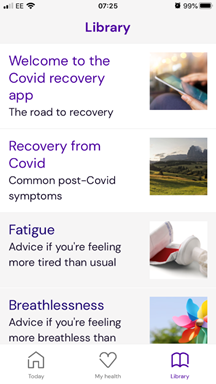 EE 07:25 99%
Library
Welcome to the
Covid recovery
app
The road to recovery
Recovery from
Covid
Common post-Covid
symptoms
Fatigue
Advice if you're feeling
more tired than usual
Breathlessness
Advice if you're feeling
more breathless than
Today My health Library